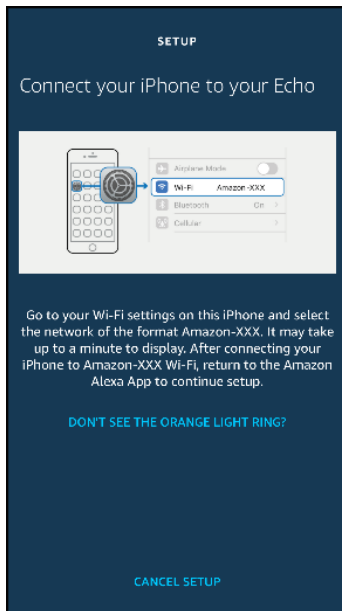 SETUP
Connect your iPhone to your Echo
Airplane Mode
Wi-Fi Amazon-XXX
Bluetooth On
Cellular
Go to your Wi-Fi settings on this iPhone and select
the network of the format Amazon-XXX. It may take
up to a minute to display. After connecting your
iPhone to Amazon-XXX Wi-Fi, return to the Amazon
Alexa App to continue setup.
DON'T SEE THE ORANGE LIGHT RING?
CANCEL SETUP